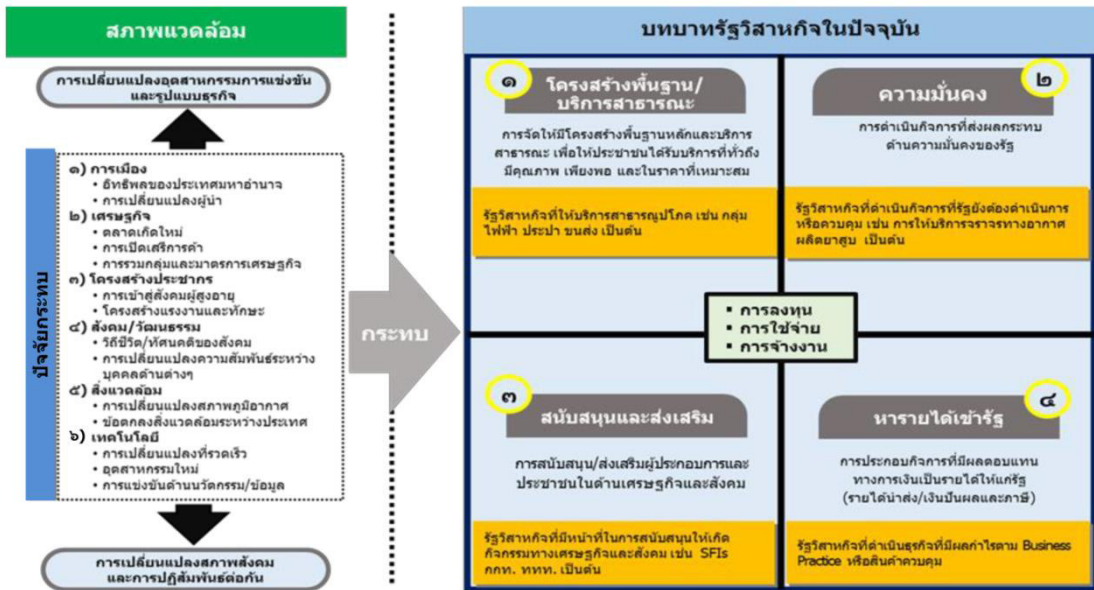 สภาพแวดล้อม
การเปลี่ยนแปลงอุตสาหกรรมการแข่งขัน
และรูปแบบธุรกิจ
ปัจจัยกระทบ
๑) การเมือง
• อิทธิพลของประเทศมหาอำนาจ
• การเปลี่ยนแปลงผู้นำ
๒) เศรษฐกิจ
• ตลาดเกิดใหม่
• การเปิดเสรีการค้า
• การรวมกลุ่มและมาตรการเศรษฐกิจ
๓) โครงสร้างประชากร
• การเข้าสู่สังคมผู้สูงอายุ
• โครงสร้างแรงงานและทักษะ
๔) สังคม/วัฒนธรรม
• วิถีชีวิต/ทัศนคติของสังคม
• การเปลี่ยนแปลงความสัมพันธ์ระหว่าง
บุคคลด้านต่างๆ
๕) สิ่งแวดล้อม
• การเปลี่ยนแปลงสภาพภูมิอากาศ
• ข้อตกลงสิ่งแวดล้อมระหว่างประเทศ
๖) เทคโนโลยี
• การเปลี่ยนแปลงที่รวดเร็ว
• อุตสาหกรรมใหม่
• การแข่งขันด้านนวัตกรรม/ข้อมูล
การเปลี่ยนแปลงสภาพสังคม
และการปฏิสัมพันธ์ต่อกัน
กระทบ
บทบาทรัฐวิสาหกิจในปัจจุบัน
๑
โครงสร้างพื้นฐาน/
บริการสาธารณะ
การจัดให้มีโครงสร้างพื้นฐานหลักและบริการ
สาธารณะ เพื่อให้ประชาชนได้รับบริการที่ทั่วถึง
มีคุณภาพ เพียงพอ และในราคาที่เหมาะสม
รัฐวิสาหกิจที่ให้บริการสาธารณูปโภค เช่น กลุ่ม
ไฟฟ้า ประปา ขนส่ง เป็นต้น
๒
ความมั่นคง
การดำเนินกิจการที่ส่งผลกระทบ
ด้านความมั่นคงของรัฐ
รัฐวิสาหกิจที่ดำเนินกิจการที่รัฐยังต้องดำเนินการ
หรือควบคุม เช่น การให้บริการจราจรทางอากาศ
ผลิตยาสูบ เป็นต้น
▪ การลงทุน
▪ การใช้จ่าย
▪ การจ้างงาน
๓
สนับสนุนและส่งเสริม
การสนับสนุน/ส่งเสริมผู้ประกอบการและ
ประชาชนในด้านเศรษฐกิจและสังคม
รัฐวิสาหกิจที่มีหน้าที่ในการสนับสนุนให้เกิด
กิจกรรมทางเศรษฐกิจและสังคม เช่น SFIs
กกท. ททท. เป็นต้น
๔
หารายได้เข้ารัฐ
การประกอบกิจการที่มีผลตอบแทน
ทางการเงินเป็นรายได้ให้แก่รัฐ
(รายได้นำส่ง/เงินปันผลและภาษี)
รัฐวิสาหกิจที่ดำเนินธุรกิจที่มีผลกำไรตาม Business
Practice หรือสินค้าควบคุม